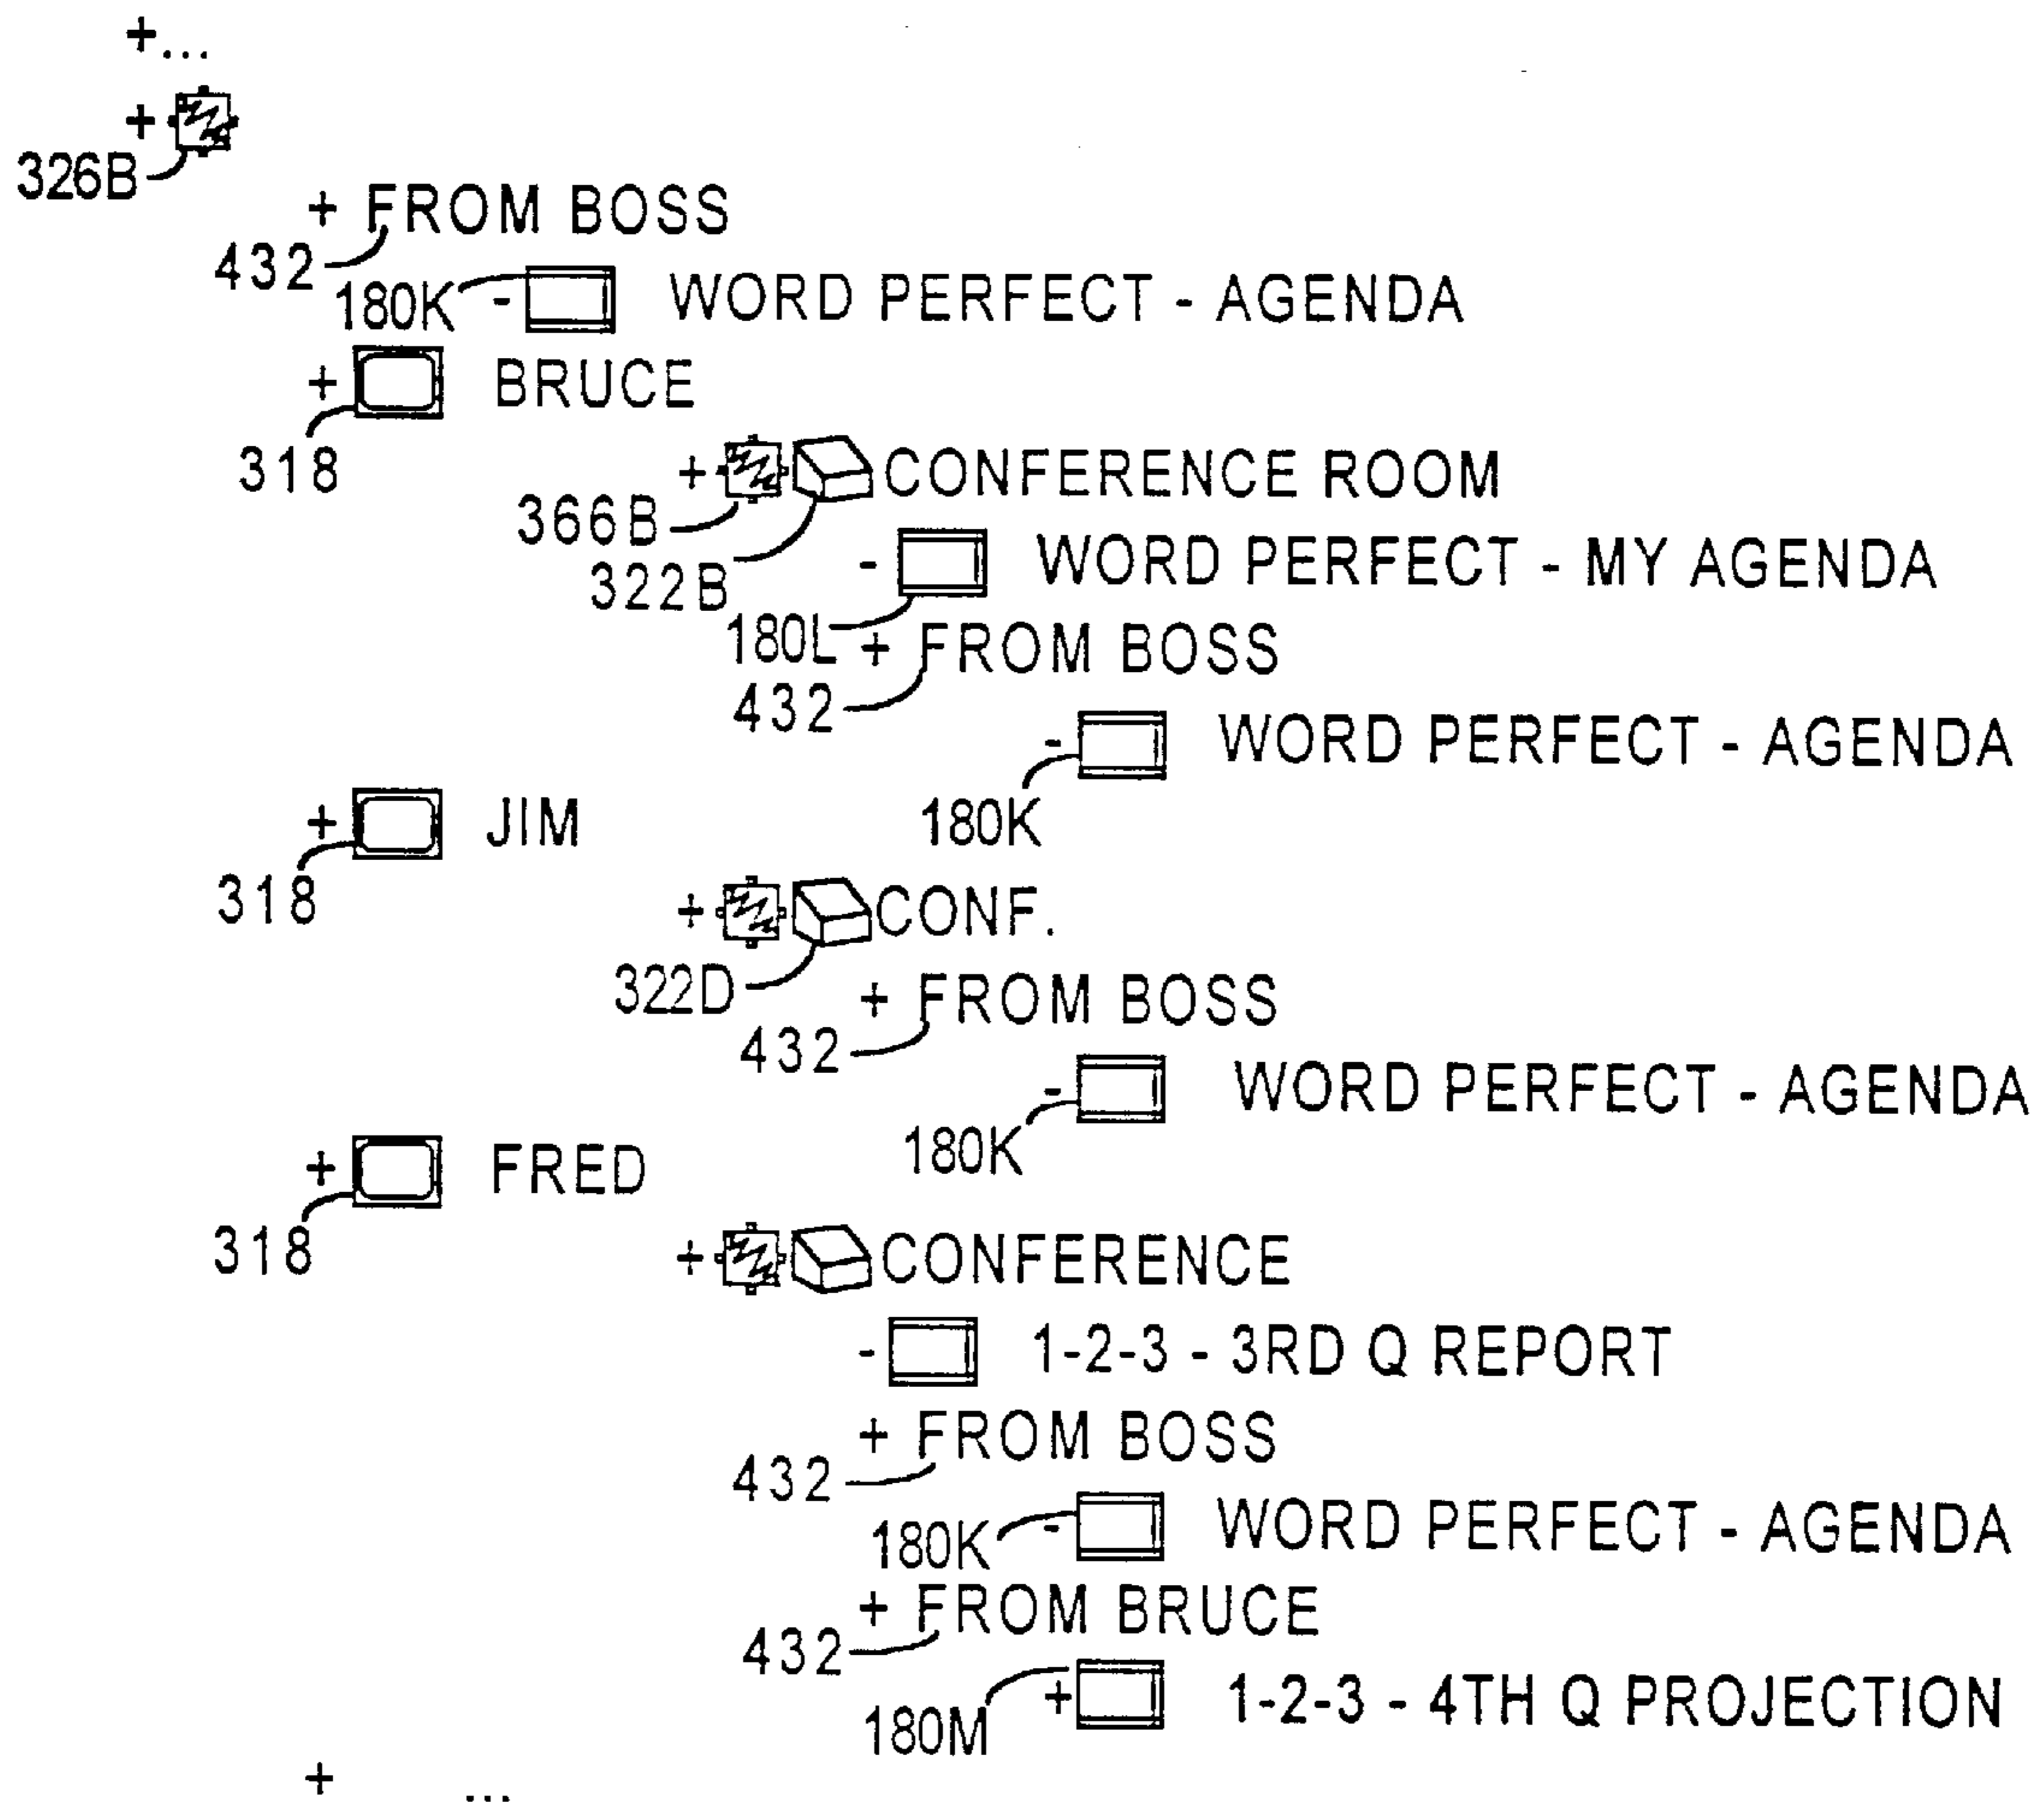 +...
+
326B
+ FROM BOSS
432
180K - WORD PERFECT - AGENDA
+ BRUCE
318
+ CONFERENCE ROOM
366B
322B
- WORD PERFECT - MY AGENDA
180L
+ FROM BOSS
432
- WORD PERFECT - AGENDA
180K
+ JIM
318
+ CONF.
322D
+ FROM BOSS
432
- WORD PERFECT - AGENDA
180K
+ FRED
318
+ CONFERENCE
- 1-2-3 - 3RD Q REPORT
+ FROM BOSS
432
180K - WORD PERFECT - AGENDA
+ FROM BRUCE
432
180M + 1-2-3 - 4TH Q PROJECTION
+ ...